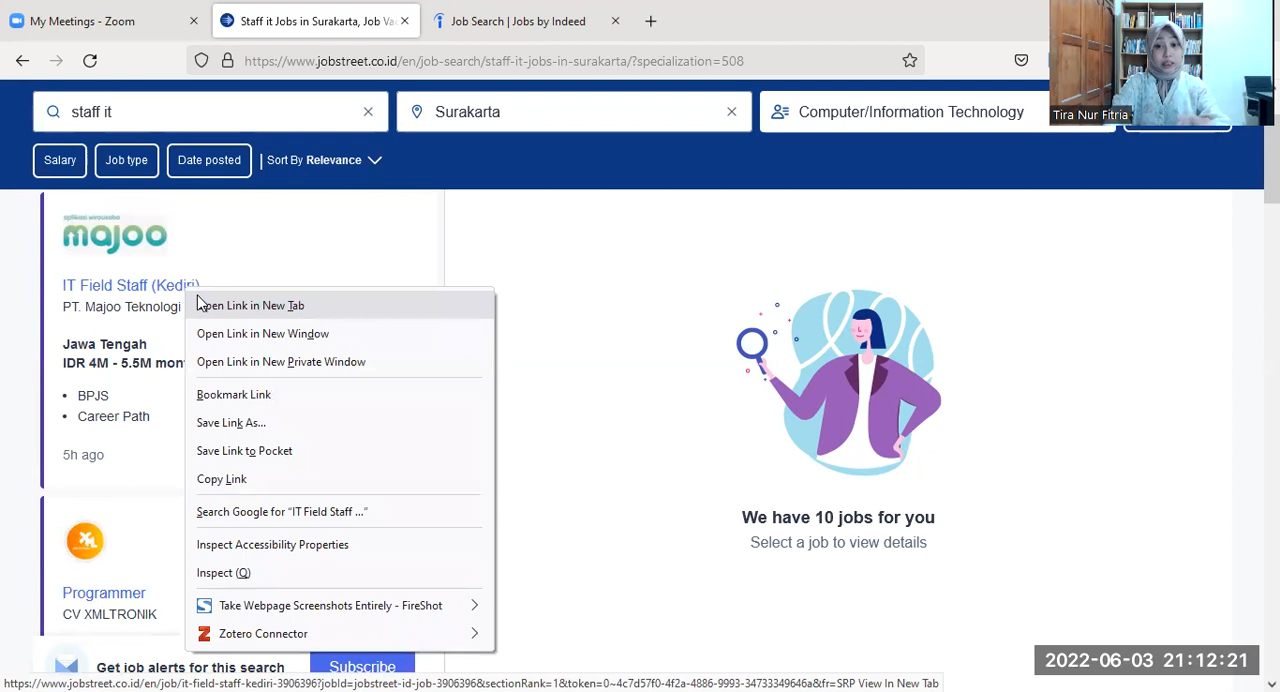 My Meetings - Zoom
Staff it Jobs in Surakarta, Job Va
Job Search | Jobs by Indeed
https://www.jobstreet.co.id/en/job-search/staff-it-jobs-in-surakarta/?specialization=508
Tira Nur Fitria
staff it
Surakarta
Computer/Information Technology
Salary
Job type
Date posted
Sort By Relevance
aplikasi wirausaha
majoo
IT Field Staff (Kediri)
PT. Majoo Teknologi
Jawa Tengah
IDR 4M - 5.5M mon
• BPJS
• Career Path
5h ago
Open Link in New Tab
Open Link in New Window
Open Link in New Private Window
Bookmark Link
Save Link As...
Save Link to Pocket
Copy Link
Search Google for “IT Field Staff ...”
Inspect Accessibility Properties
Inspect (Q)
Take Webpage Screenshots Entirely - FireShot
Zotero Connector
Programmer
CV XMLTRONIK
Get job alerts for this search
Subscribe
We have 10 jobs for you
Select a job to view details
2022-06-03 21:12:21
https://www.jobstreet.co.id/en/job/it-field-staff-kediri-3906396?jobId=jobstreet-id-job-3906396&sectionRank=1&token=0~4c7d57f0-4f2a-4886-9993-34733349646a&fr=SRP View In New Tab